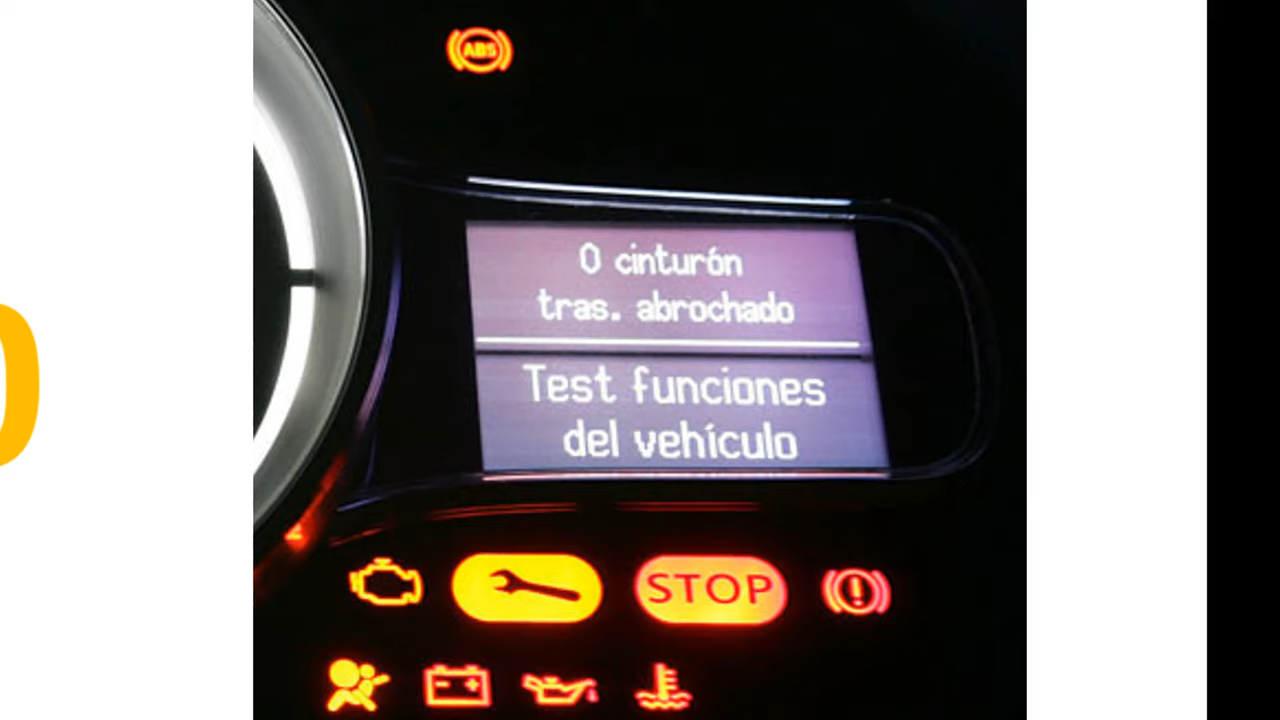 ABS
0 cinturón
tras. abrochado
Test funciones
del vehículo
STOP